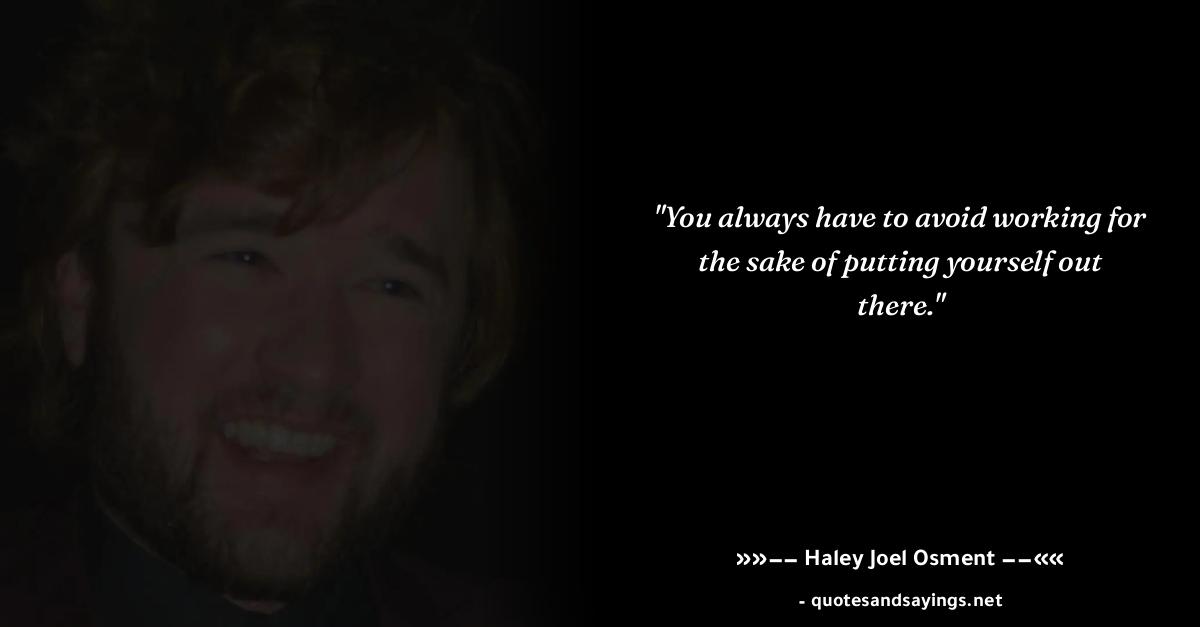 "You always have to avoid working for
the sake of putting yourself out
there."
»»–– Haley Joel Osment ––««
- quotesandsayings.net